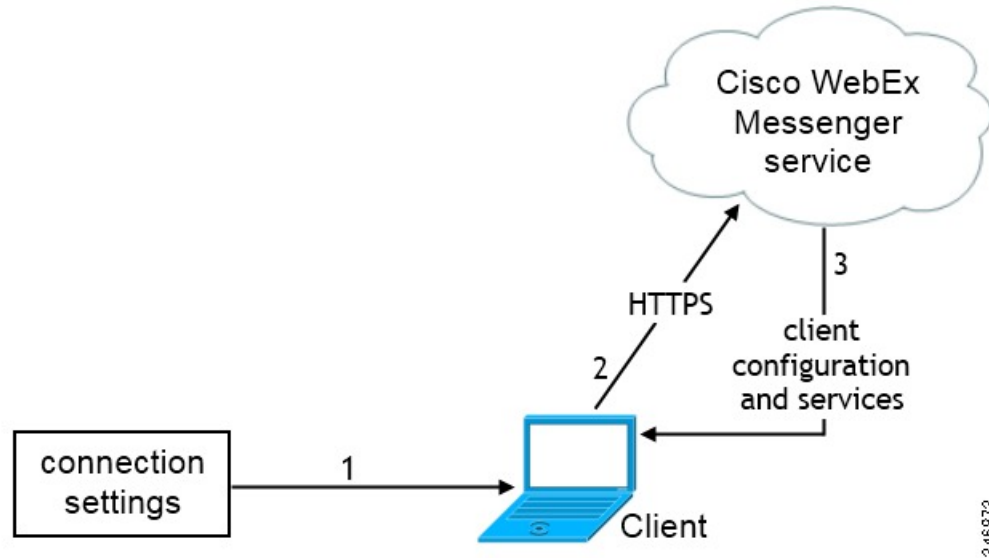 Cisco WebEx
Messenger
service
3
HTTPS
client
configuration
and services
2
connection
settings
1
Client